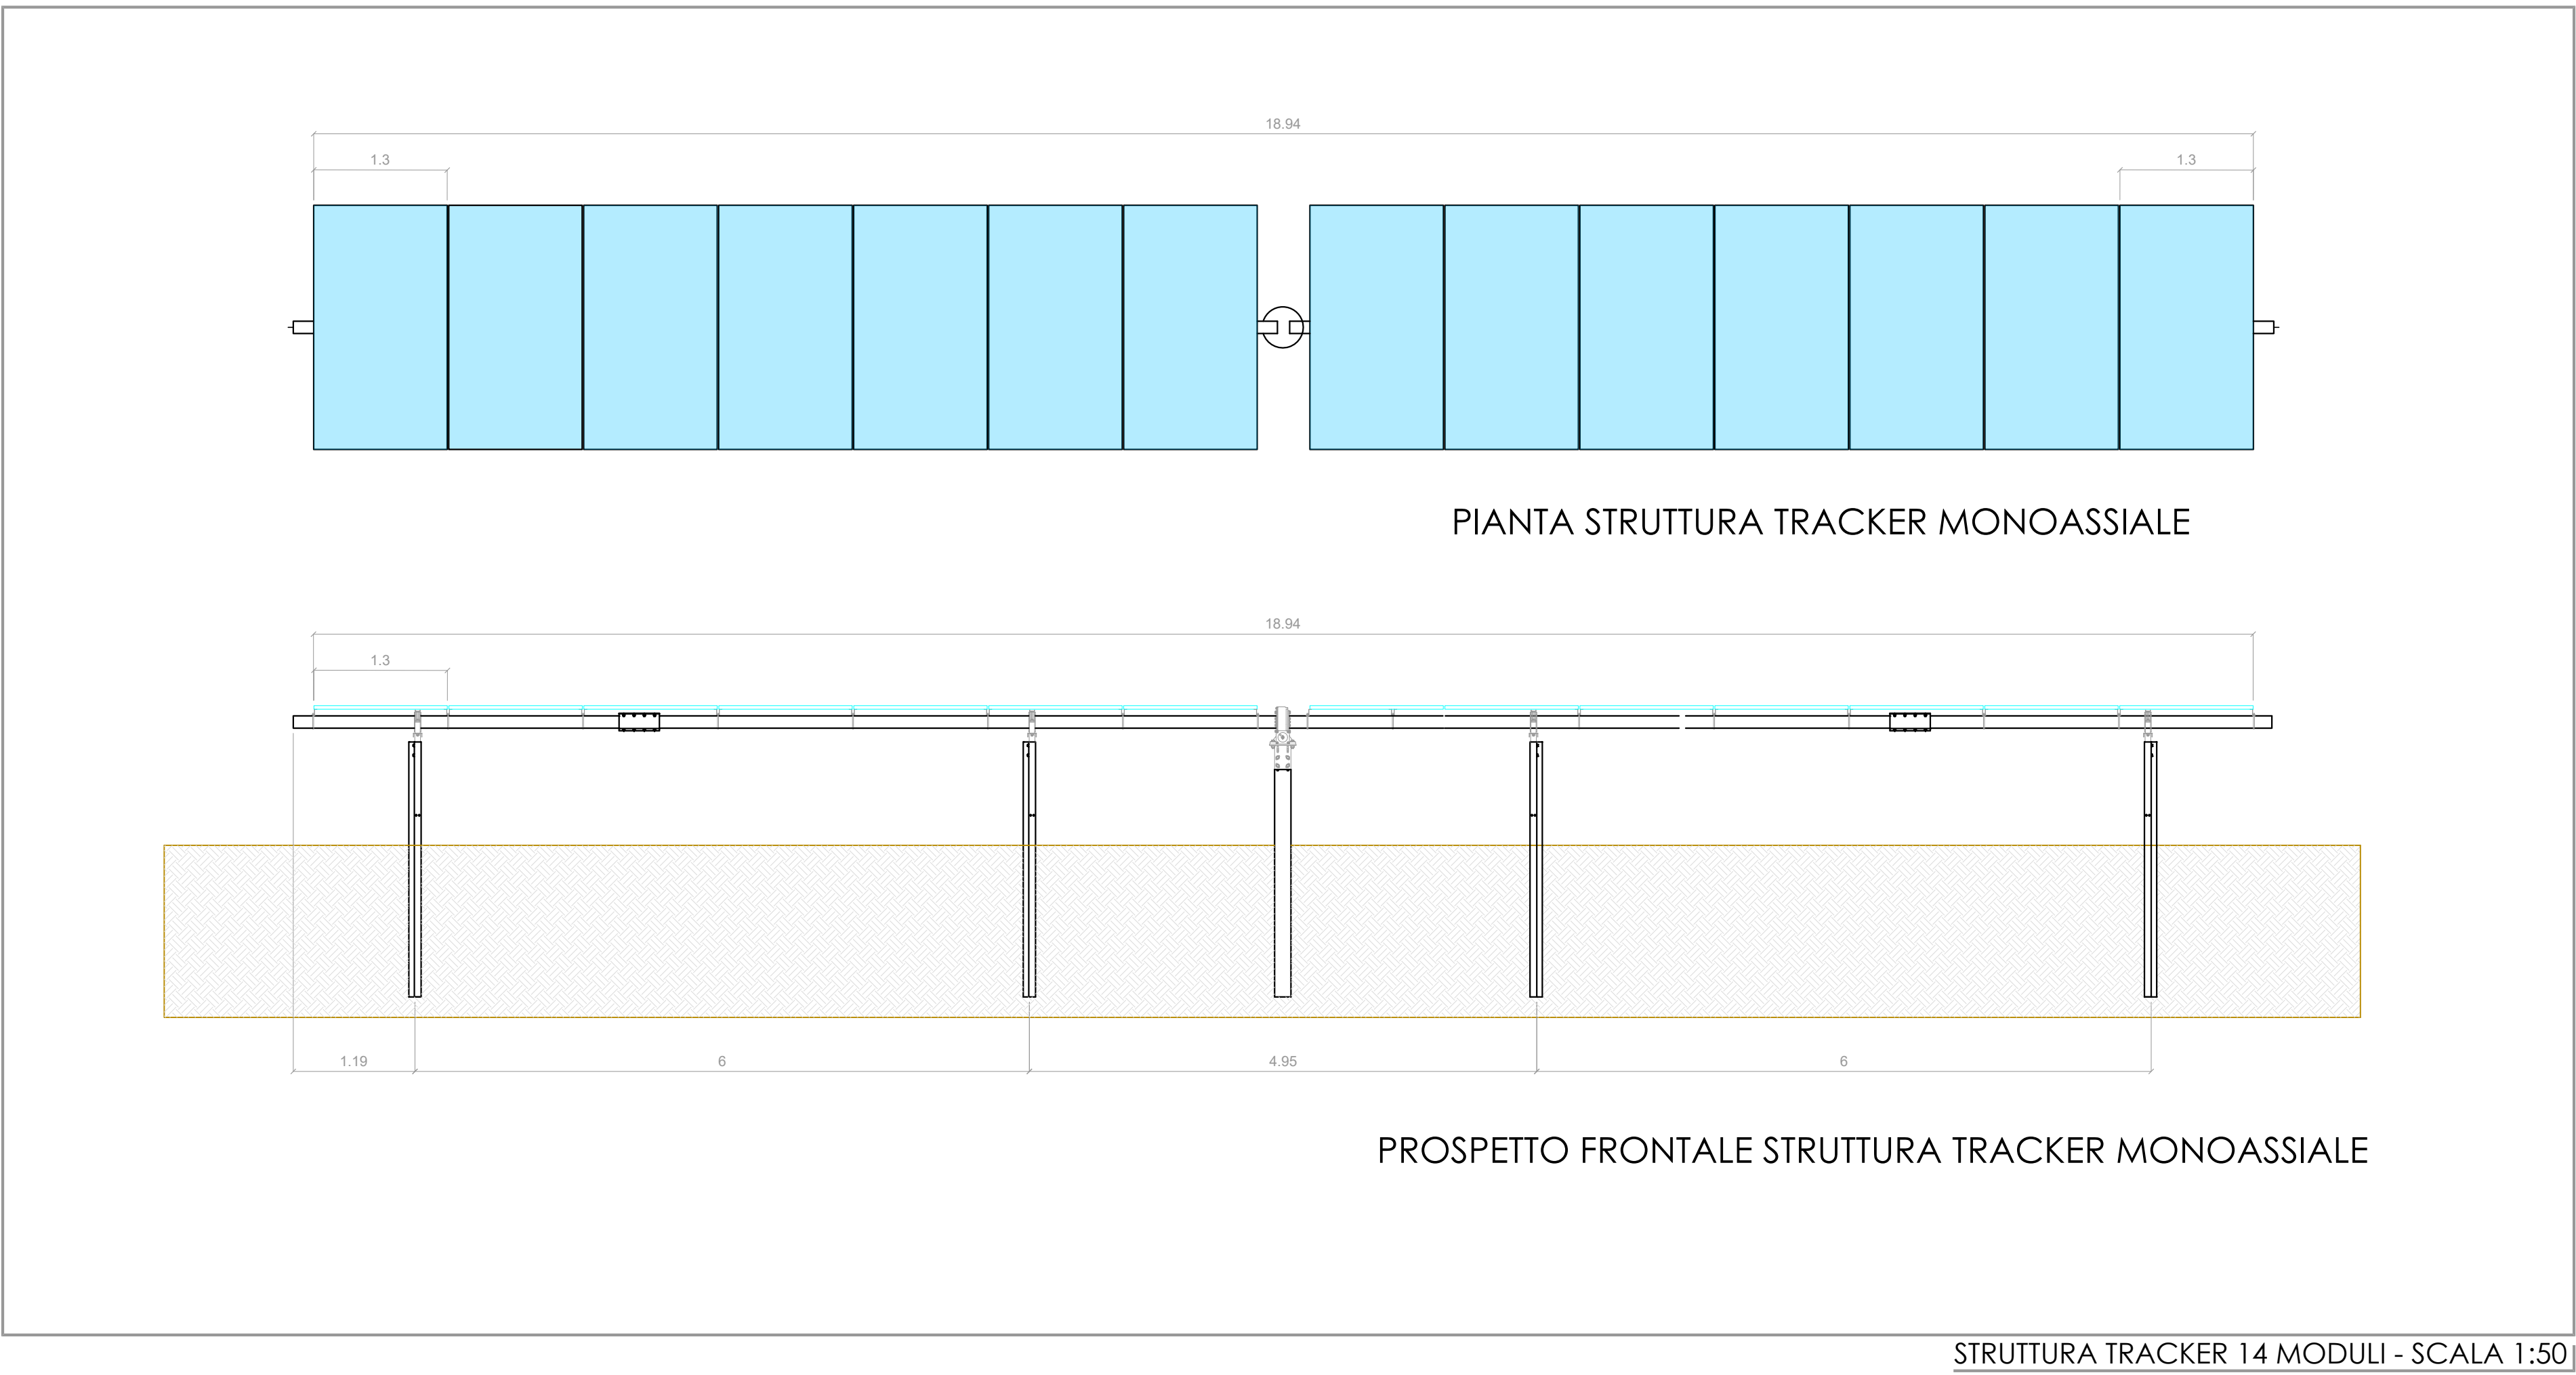 18.94
1.3 1.3
PIANTA STRUTTURA TRACKER MONOASSIALE
18.94
1.3
1.19 6 4.95 6
PROSPETTO FRONTALE STRUTTURA TRACKER MONOASSIALE
STRUTTURA TRACKER 14 MODULI - SCALA 1:50